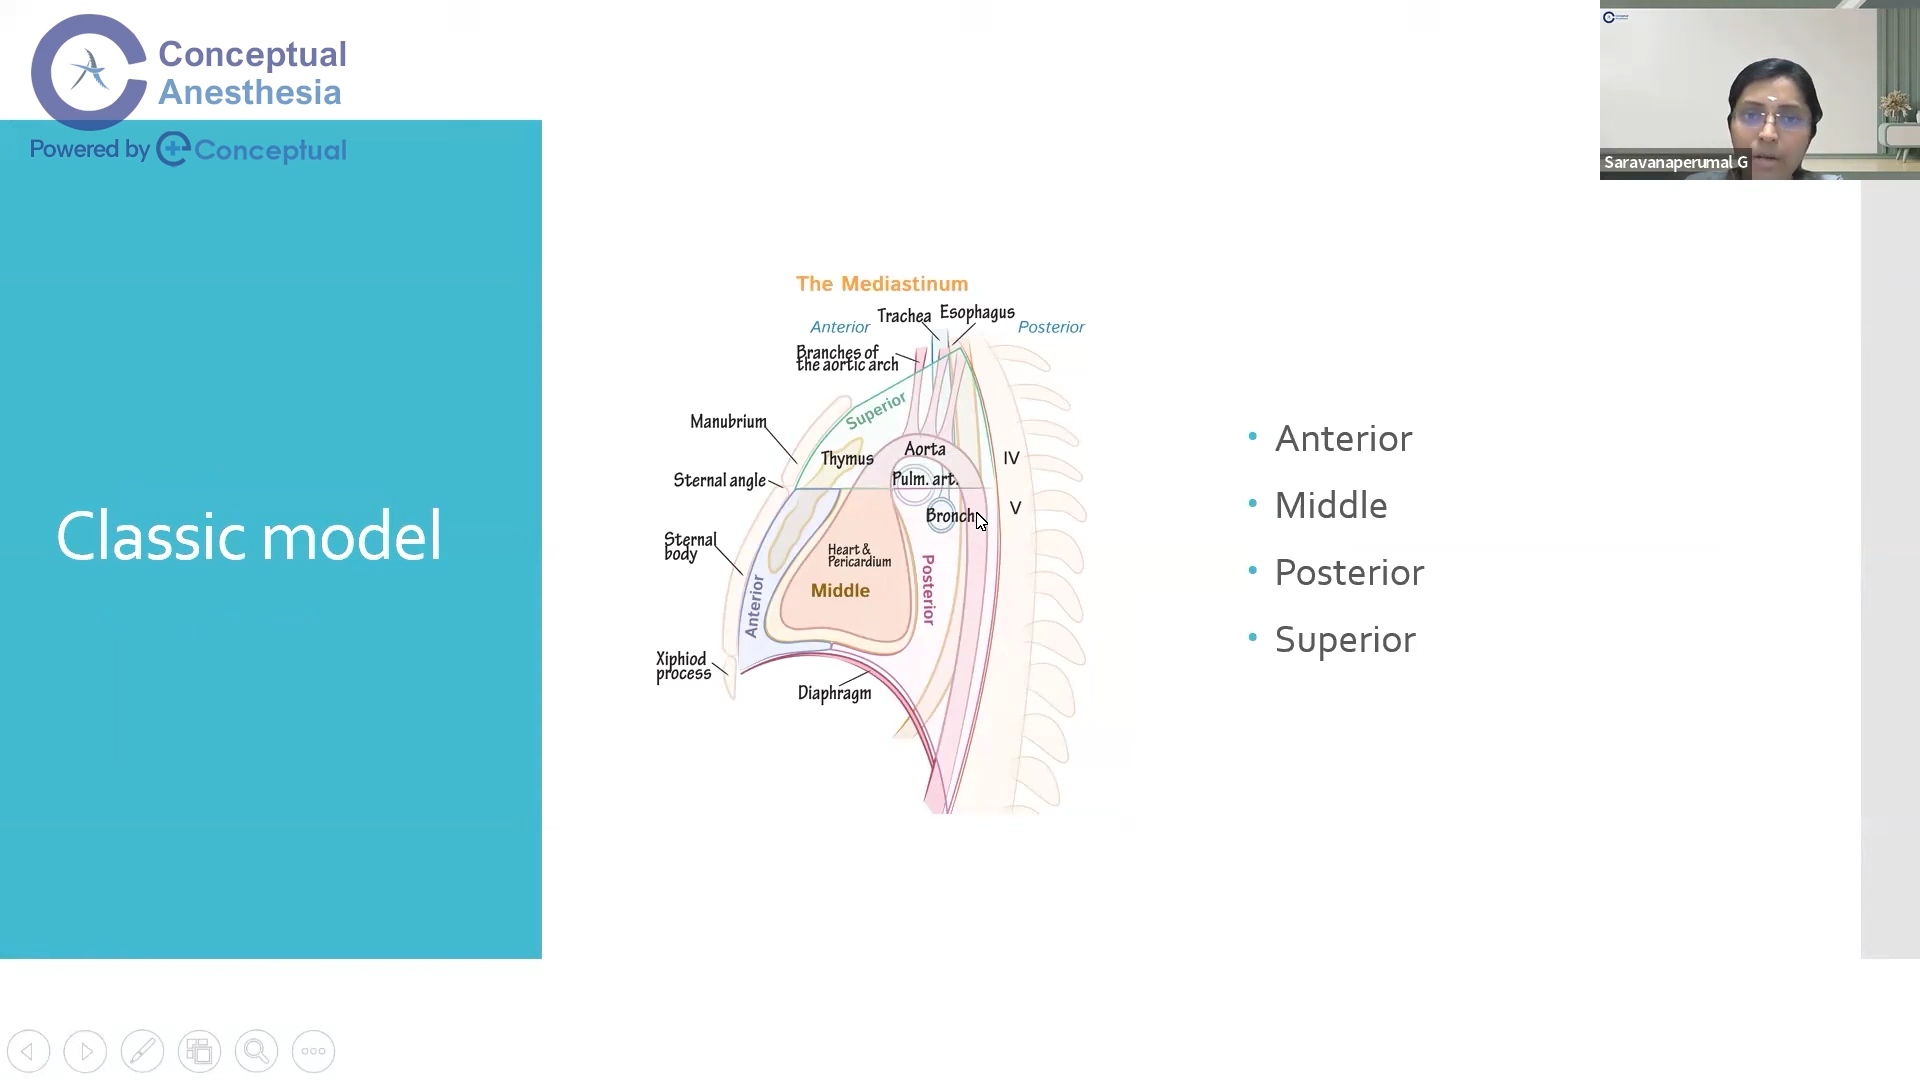 Conceptual
Anesthesia
Powered by eConceptual
Saravanaperumal G
Classic model
The Mediastinum
Trachea
Esophagus
Anterior
Posterior
Branches of
the aortic arch
Superior
Manubrium
Aorta
Thymus
IV
Sternal angle
Pulm. art.
V
Bronch
Sternal
body
Heart &
Pericardium
Middle
Anterior
Posterior
Xiphiod
process
Diaphragm
• Anterior
• Middle
• Posterior
• Superior